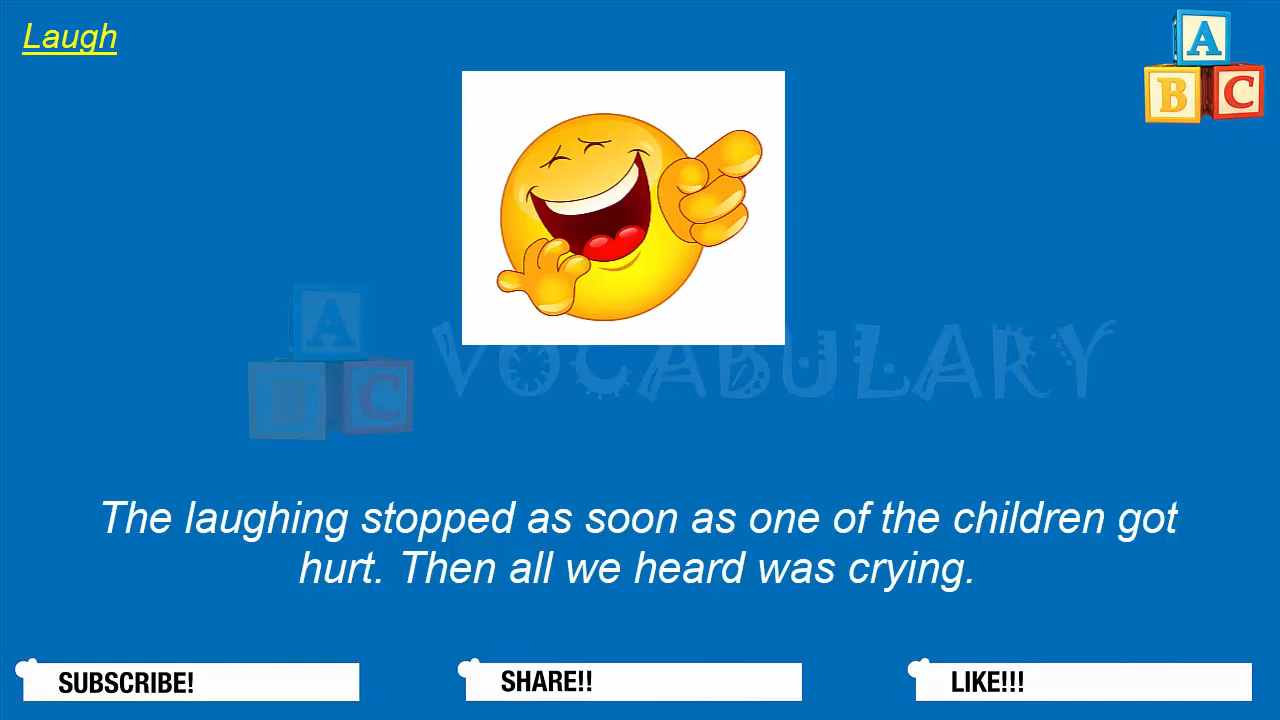 Laugh
A
B C
A
B C
VOCABULARY
The laughing stopped as soon as one of the children got
hurt. Then all we heard was crying.
SUBSCRIBE!
SHARE!!
LIKE!!!